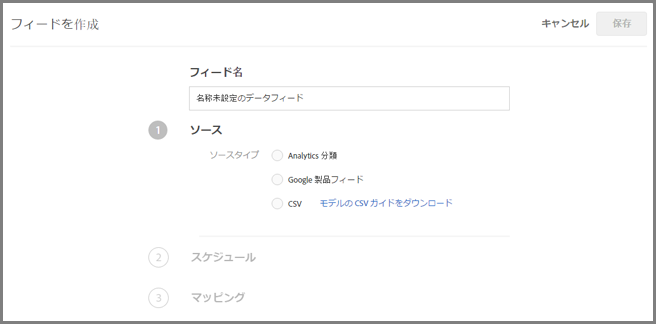 フィードを作成
キャンセル 保存
フィード名
名称未設定のデータフィード
1 ソース
ソースタイプ Analytics 分類
Google 製品フィード
CSV モデルの CSV ガイドをダウンロード
2 スケジュール
3 マッピング